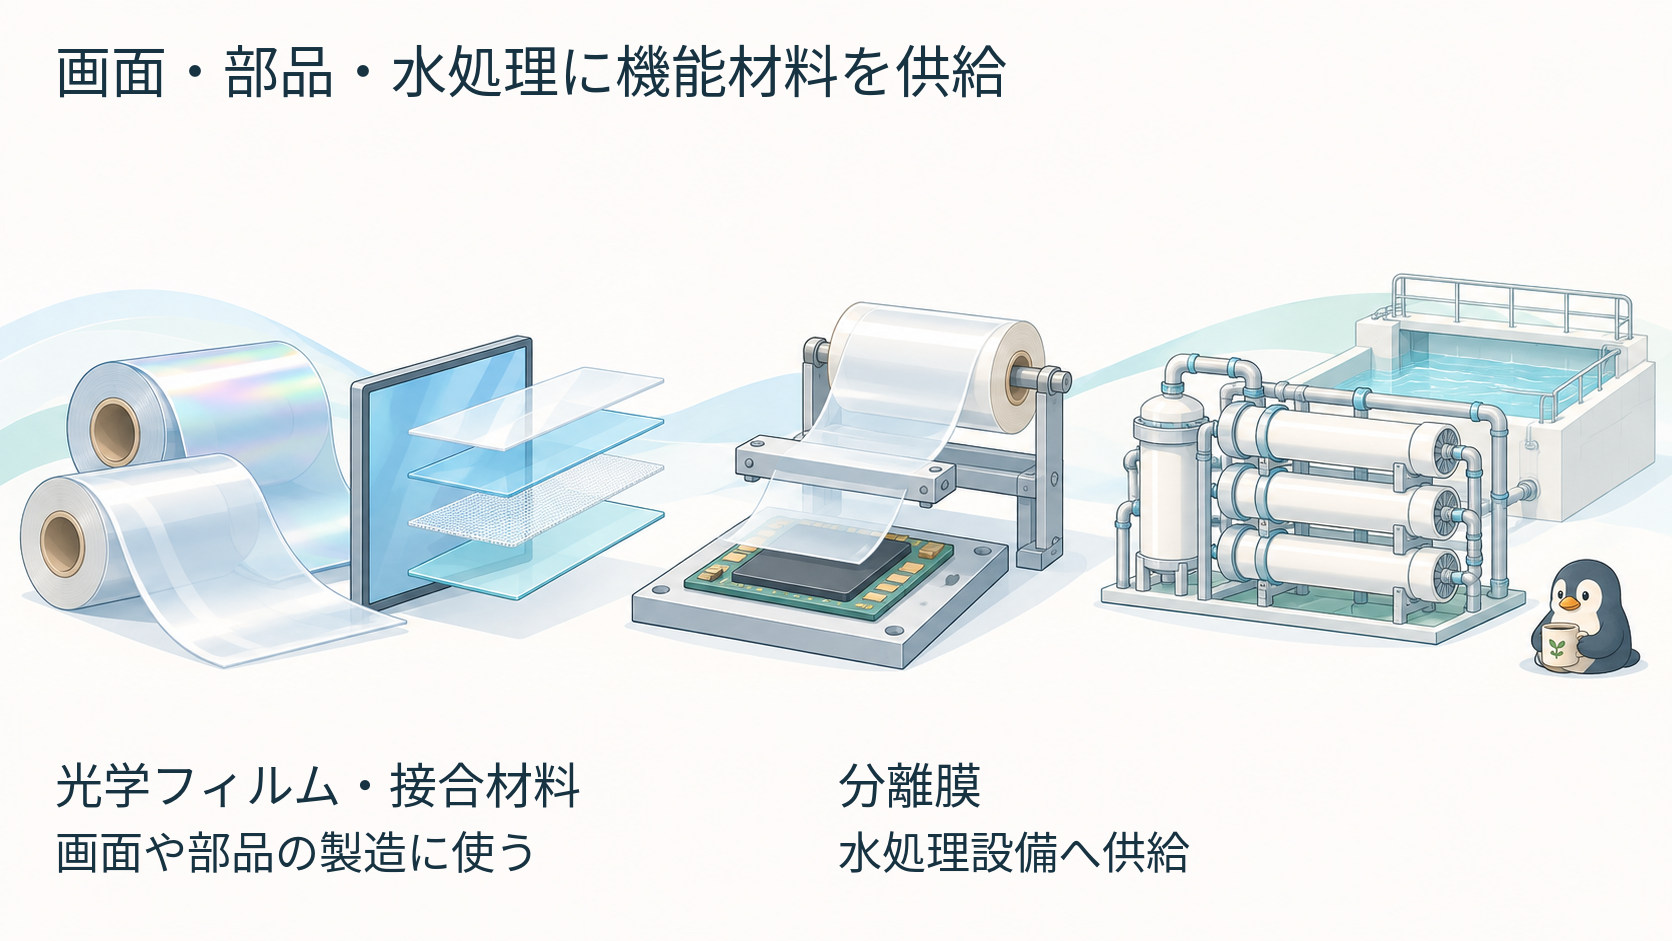 画面・部品・水処理に機能材料を供給
光学フィルム・接合材料
画面や部品の製造に使う
分離膜
水処理設備へ供給